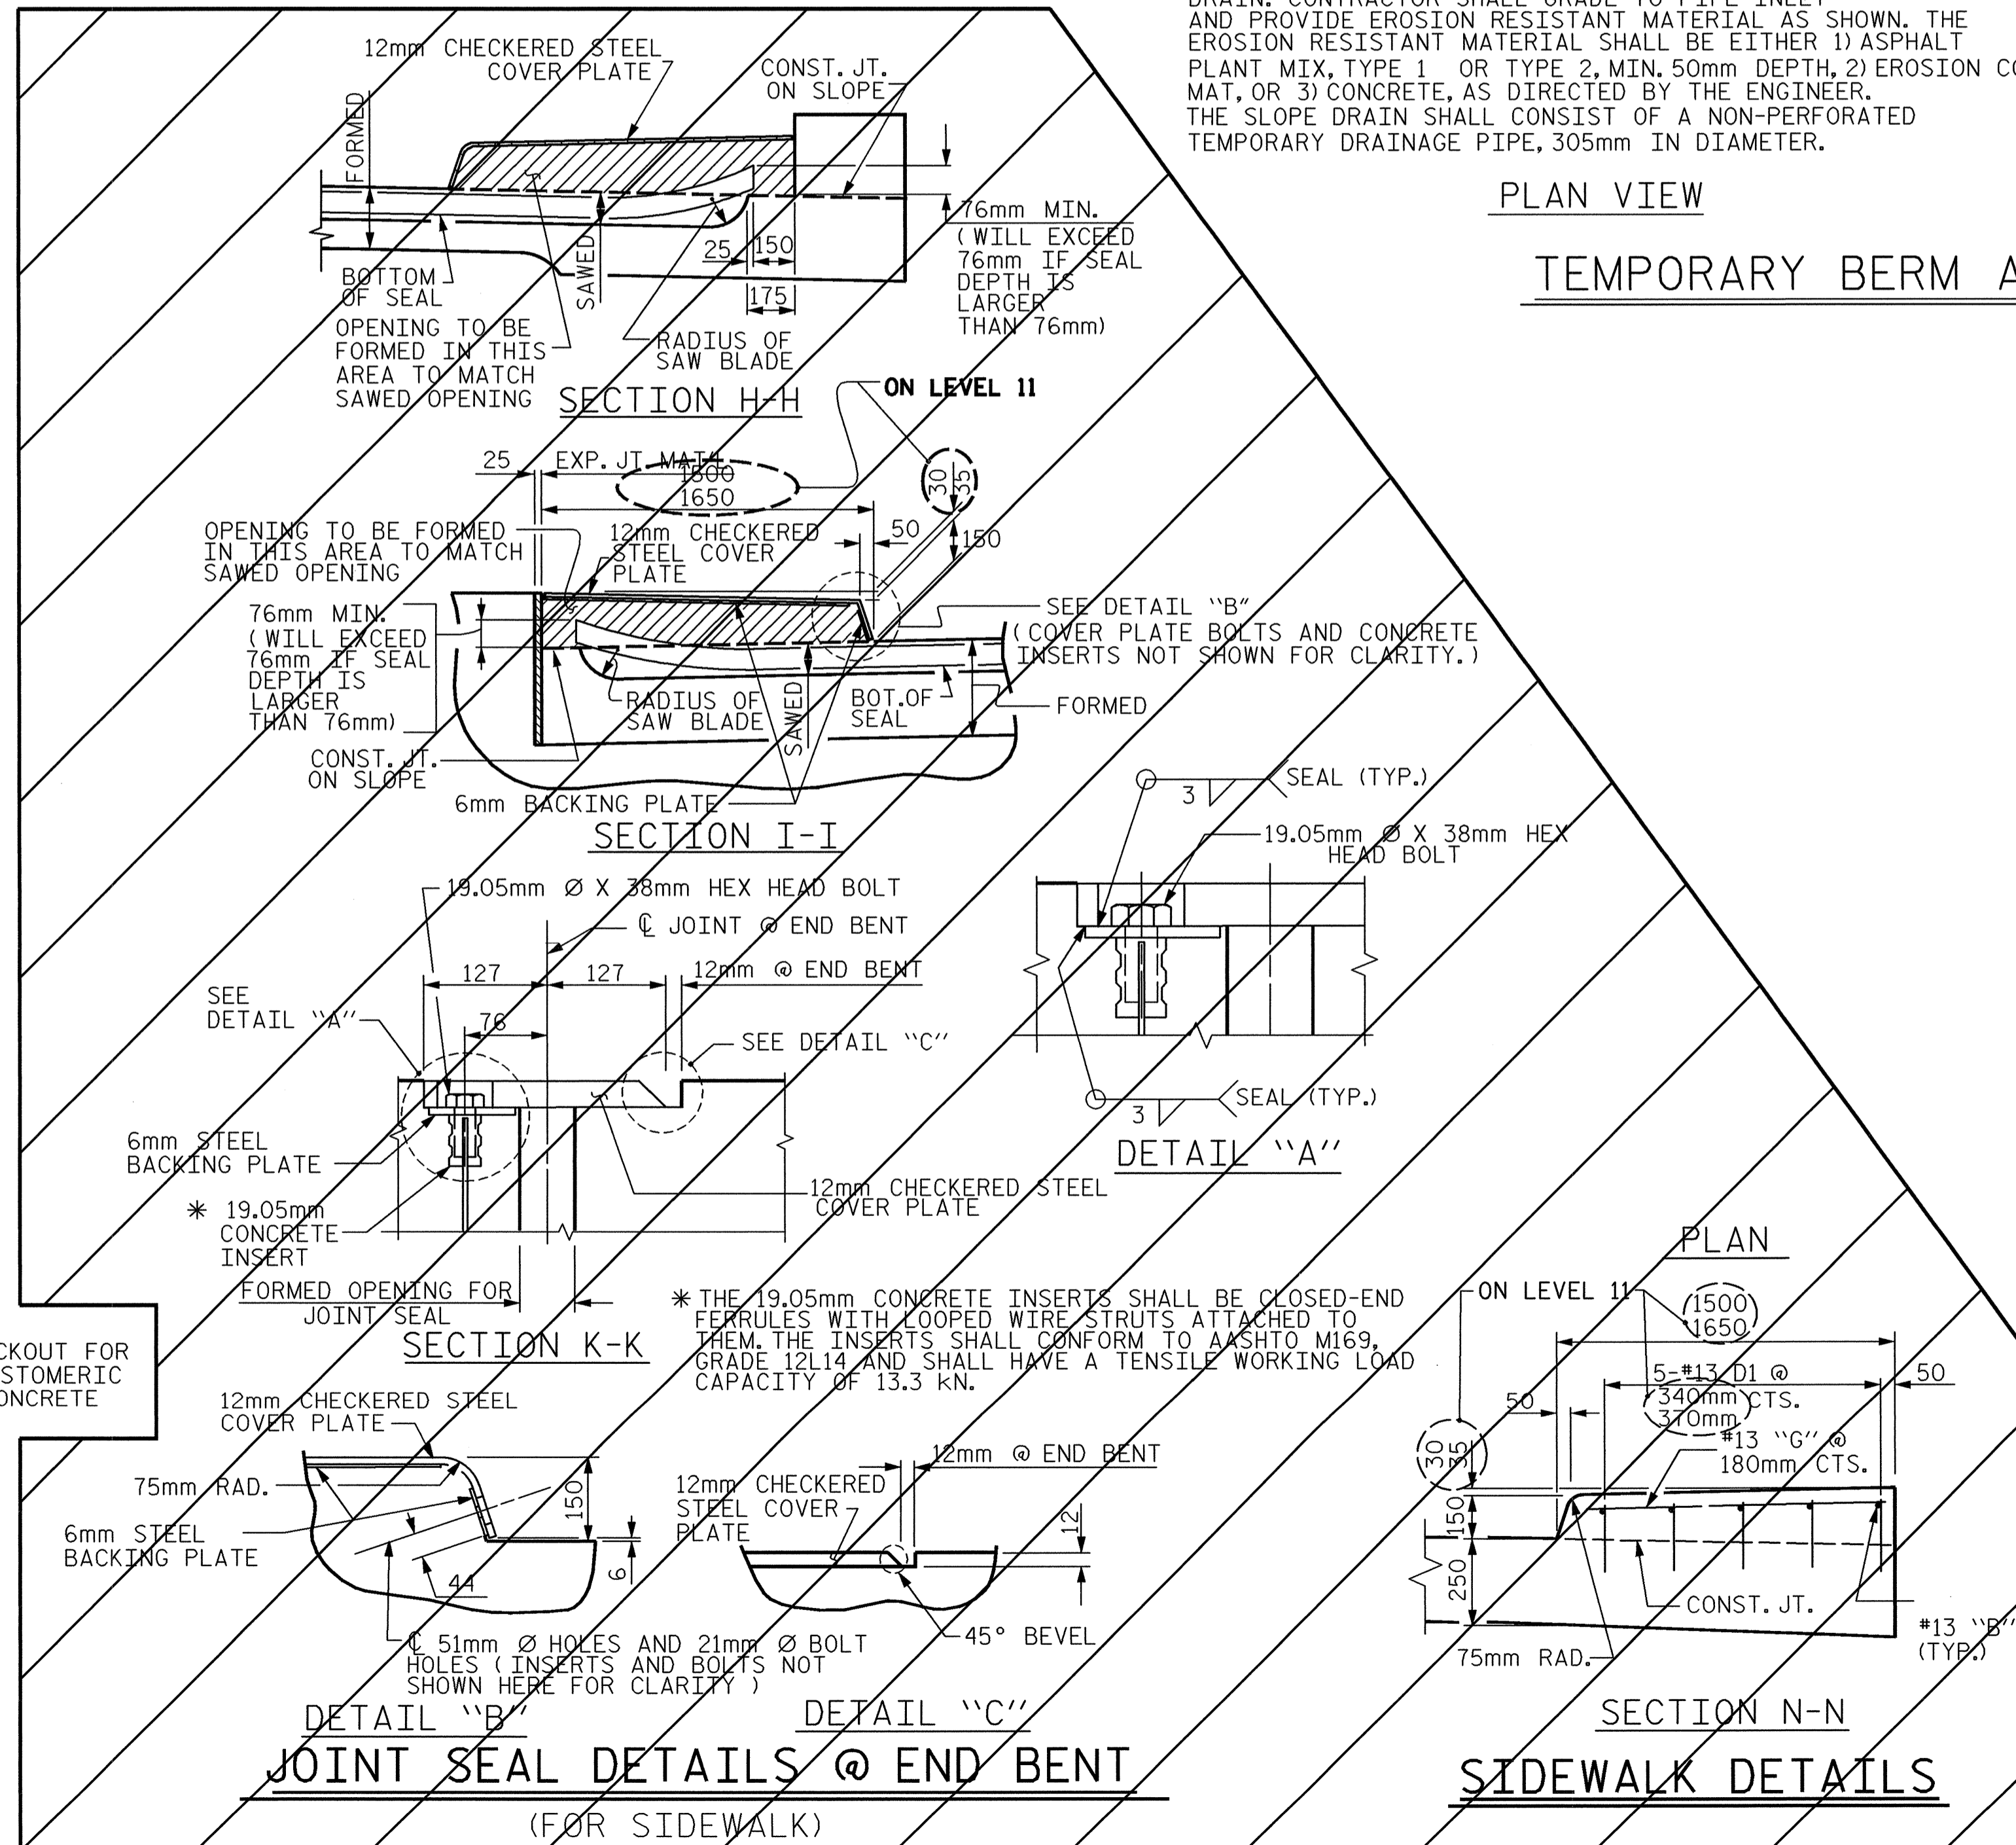 AND PROVIDE EROSION RESISTANT MATERIAL AS SHOWN. THE
EROSION RESISTANT MATERIAL SHALL BE EITHER 1) ASPHALT
PLANT MIX, TYPE 1 OR TYPE 2, MIN. 50mm DEPTH, 2) EROSION
MAT, OR 3) CONCRETE, AS DIRECTED BY THE ENGINEER.
THE SLOPE DRAIN SHALL CONSIST OF A NON-PERFORATED
TEMPORARY DRAINAGE PIPE, 305mm IN DIAMETER.
PLAN VIEW
TEMPORARY BERM A
12mm CHECKERED STEEL
COVER PLATE
CONST. JT.
ON SLOPE
FORMED
SAWED
BOTTOM
OF SEAL
OPENING TO BE
FORMED IN THIS
AREA TO MATCH
SAWED OPENING
25
150
175
RADIUS OF
SAW BLADE
76mm MIN.
(WILL EXCEED
76mm IF SEAL
DEPTH IS
LARGER
THAN 76mm)
SECTION H-H
ON LEVEL 11
25
EXP. JT. MAT'L
1500
1650
30
35
50
150
OPENING TO BE FORMED
IN THIS AREA TO MATCH
SAWED OPENING
12mm CHECKERED
STEEL COVER
PLATE
76mm MIN.
(WILL EXCEED
76mm IF SEAL
DEPTH IS
LARGER
THAN 76mm)
SEE DETAIL "B"
(COVER PLATE BOLTS AND CONCRETE
INSERTS NOT SHOWN FOR CLARITY.)
RADIUS OF
SAW BLADE
SAWED
BOT. OF
SEAL
FORMED
CONST. JT.
ON SLOPE
6mm BACKING PLATE
SECTION I-I
3
SEAL (TYP.)
19.05mm Ø X 38mm HEX
HEAD BOLT
3
SEAL (TYP.)
DETAIL "A"
19.05mm Ø X 38mm HEX HEAD BOLT
℄ JOINT @ END BENT
127
127
12mm @ END BENT
SEE
DETAIL "A"
76
SEE DETAIL "C"
6mm STEEL
BACKING PLATE
* 19.05mm
CONCRETE
INSERT
12mm CHECKERED STEEL
COVER PLATE
FORMED OPENING FOR
JOINT SEAL
SECTION K-K
* THE 19.05mm CONCRETE INSERTS SHALL BE CLOSED-END
FERRULES WITH LOOPED WIRE STRUTS ATTACHED TO
THEM. THE INSERTS SHALL CONFORM TO AASHTO M169,
GRADE 12L14 AND SHALL HAVE A TENSILE WORKING LOAD
CAPACITY OF 13.3 kN.
CKOUT FOR
STOMERIC
ONCRETE
12mm CHECKERED STEEL
COVER PLATE
75mm RAD.
6mm STEEL
BACKING PLATE
150
6
44
℄ 51mm Ø HOLES AND 21mm Ø BOLT
HOLES (INSERTS AND BOLTS NOT
SHOWN HERE FOR CLARITY)
DETAIL "B"
12mm @ END BENT
12mm CHECKERED
STEEL COVER
PLATE
12
45° BEVEL
DETAIL "C"
JOINT SEAL DETAILS @ END BENT
(FOR SIDEWALK)
PLAN
ON LEVEL 11
1500
1650
5-#13 D1 @
340mm CTS.
370mm
50
50
30
35
#13 "G" @
180mm CTS.
150
250
CONST. JT.
75mm RAD.
#13 "B"
(TYP.)
SECTION N-N
SIDEWALK DETAILS